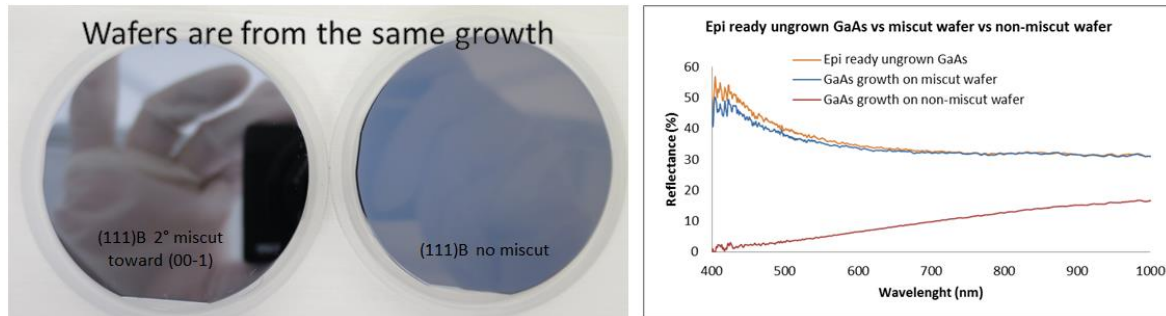 Wafers are from the same growth
(111)B 2° miscut
toward (00-1)
(111)B no miscut
Epi ready ungrown GaAs vs miscut wafer vs non-miscut wafer
Epi ready ungrown GaAs
GaAs growth on miscut wafer
GaAs growth on non-miscut wafer
Reflectance (%)
60
50
40
30
20
10
0
400
500
600
700
800
900
1000
Wavelenght (nm)